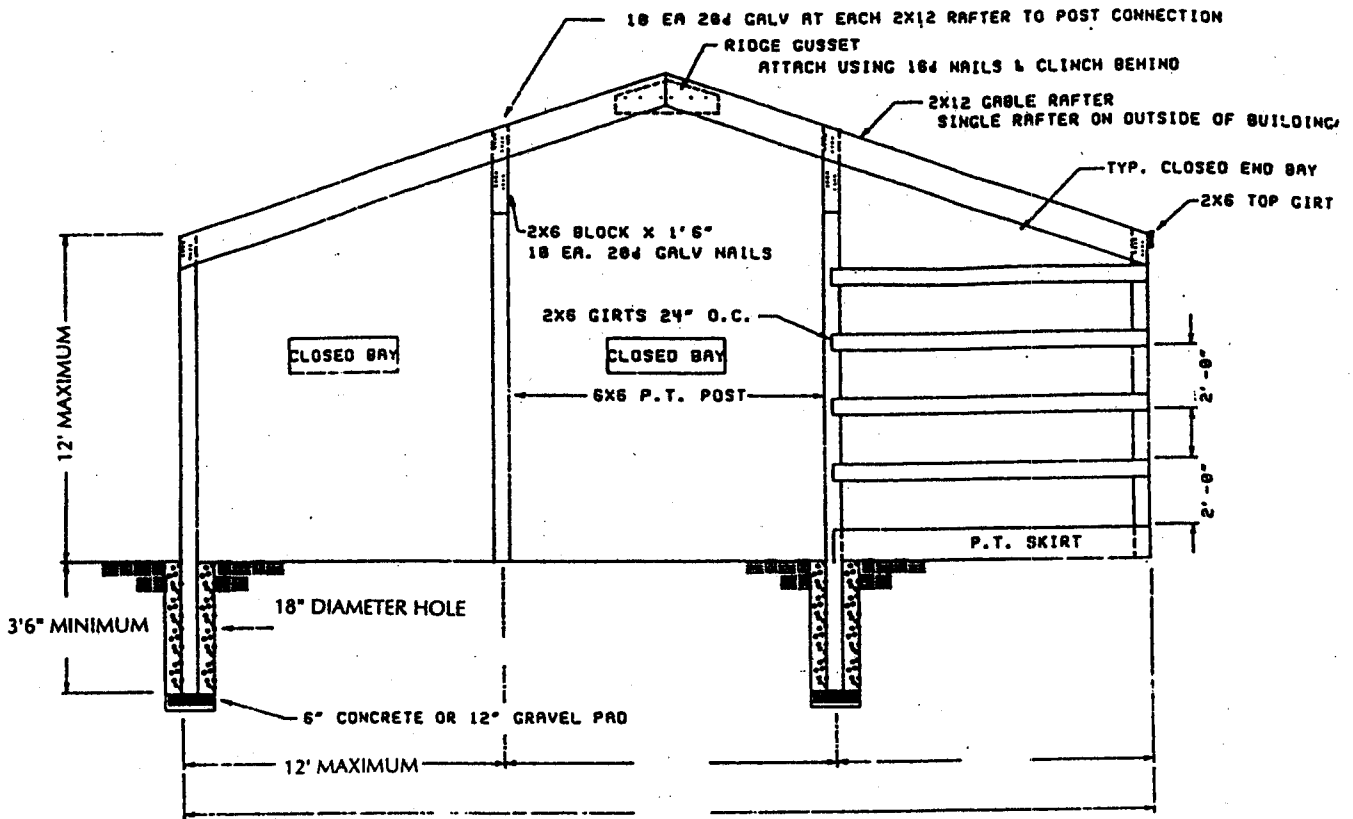 18 EA 20d GALV AT EACH 2X12 RAFTER TO POST CONNECTION
RIDGE GUSSET
ATTACH USING 16d NAILS & CLINCH BEHIND
2X12 GABLE RAFTER
SINGLE RAFTER ON OUTSIDE OF BUILDING
TYP. CLOSED END BAY
2X6 TOP GIRT
2X6 BLOCK X 1'6"
18 EA. 20d GALV NAILS
2X6 GIRTS 24" O.C.
CLOSED BAY
CLOSED BAY
6X6 P.T. POST
12' MAXIMUM
2'-0"
2'-0"
P.T. SKIRT
3'6" MINIMUM
18" DIAMETER HOLE
6" CONCRETE OR 12" GRAVEL PAD
12' MAXIMUM